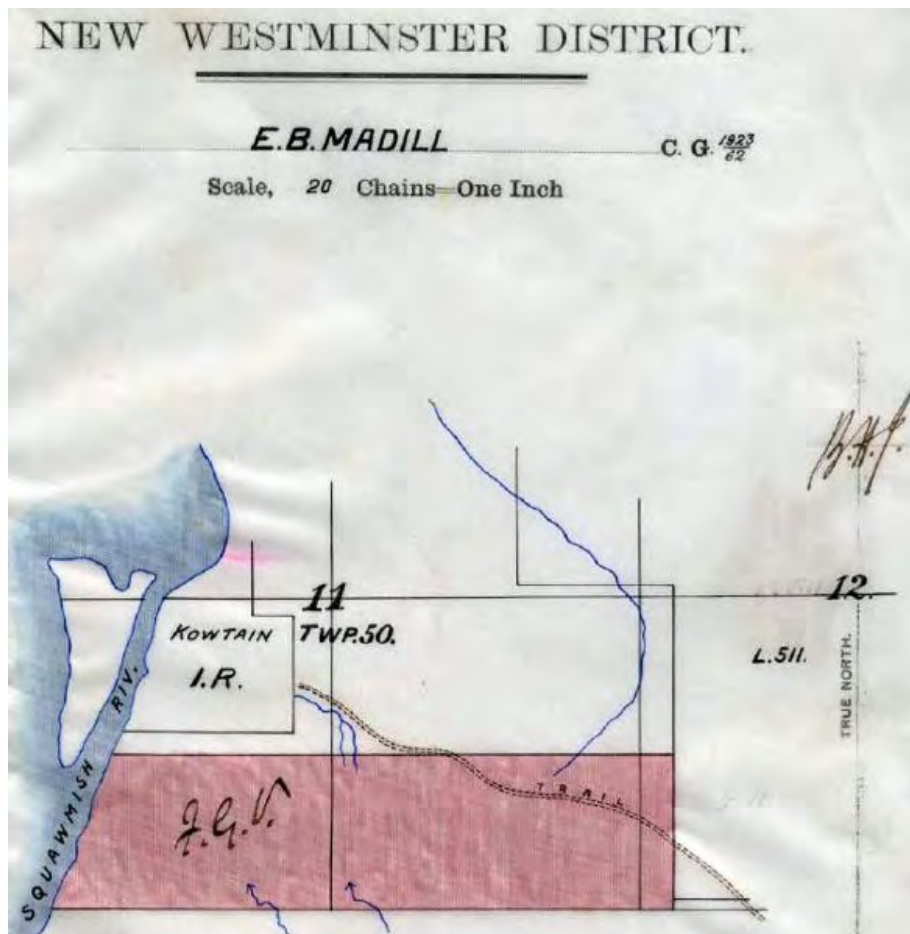 NEW WESTMINSTER DISTRICT.
E.B. MADILL C. G. 1923/62
Scale, 20 Chains=One Inch
11
12.
KOWTAIN TWP.50.
I.R.
L.511.
TRUE NORTH.
SQUAWMISH RIV.
TRAIL